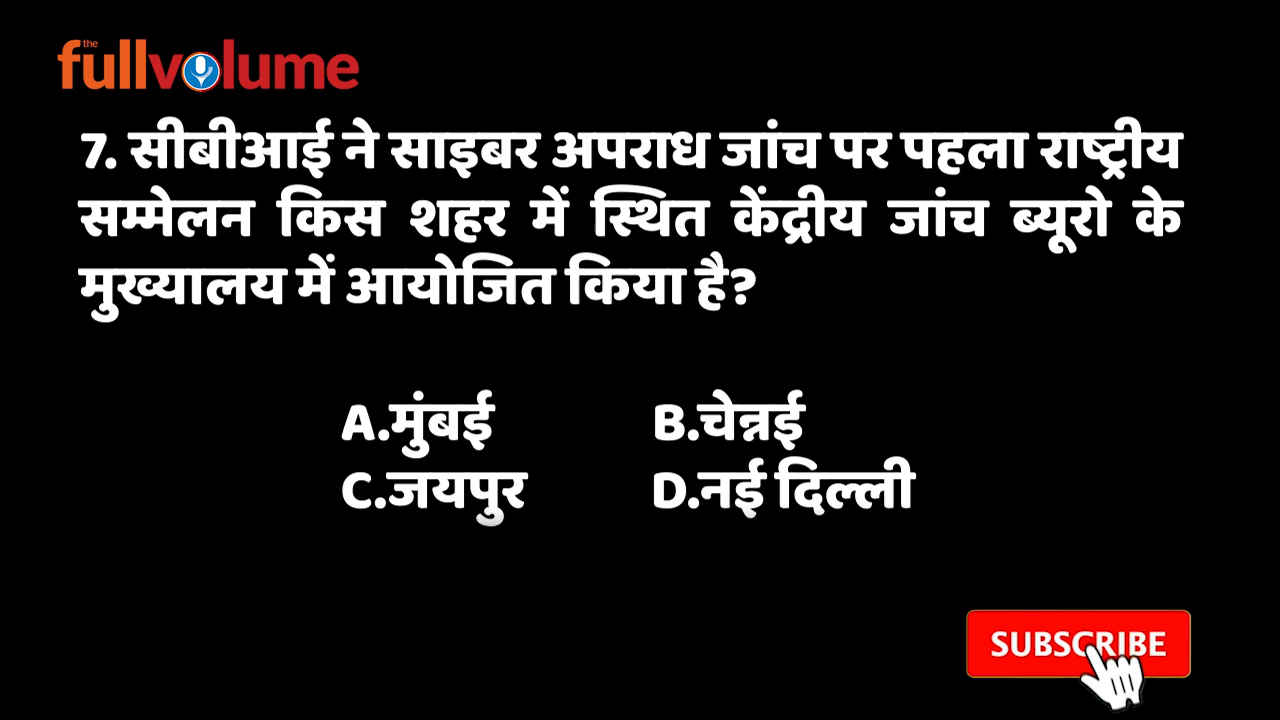 the
fullvolume
7. सीबीआई ने साइबर अपराध जांच पर पहला राष्ट्रीय
सम्मेलन किस शहर में स्थित केंद्रीय जांच ब्यूरो के
मुख्यालय में आयोजित किया है?
A.मुंबई B.चेन्नई
C.जयपुर D.नई दिल्ली
SUBSCRIBE